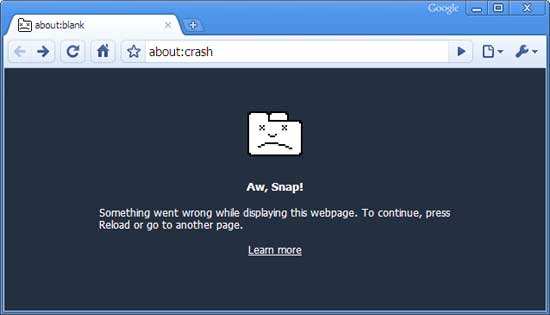 Google
about:blank
about:crash
Aw, Snap!
Something went wrong while displaying this webpage. To continue, press
Reload or go to another page.
Learn more